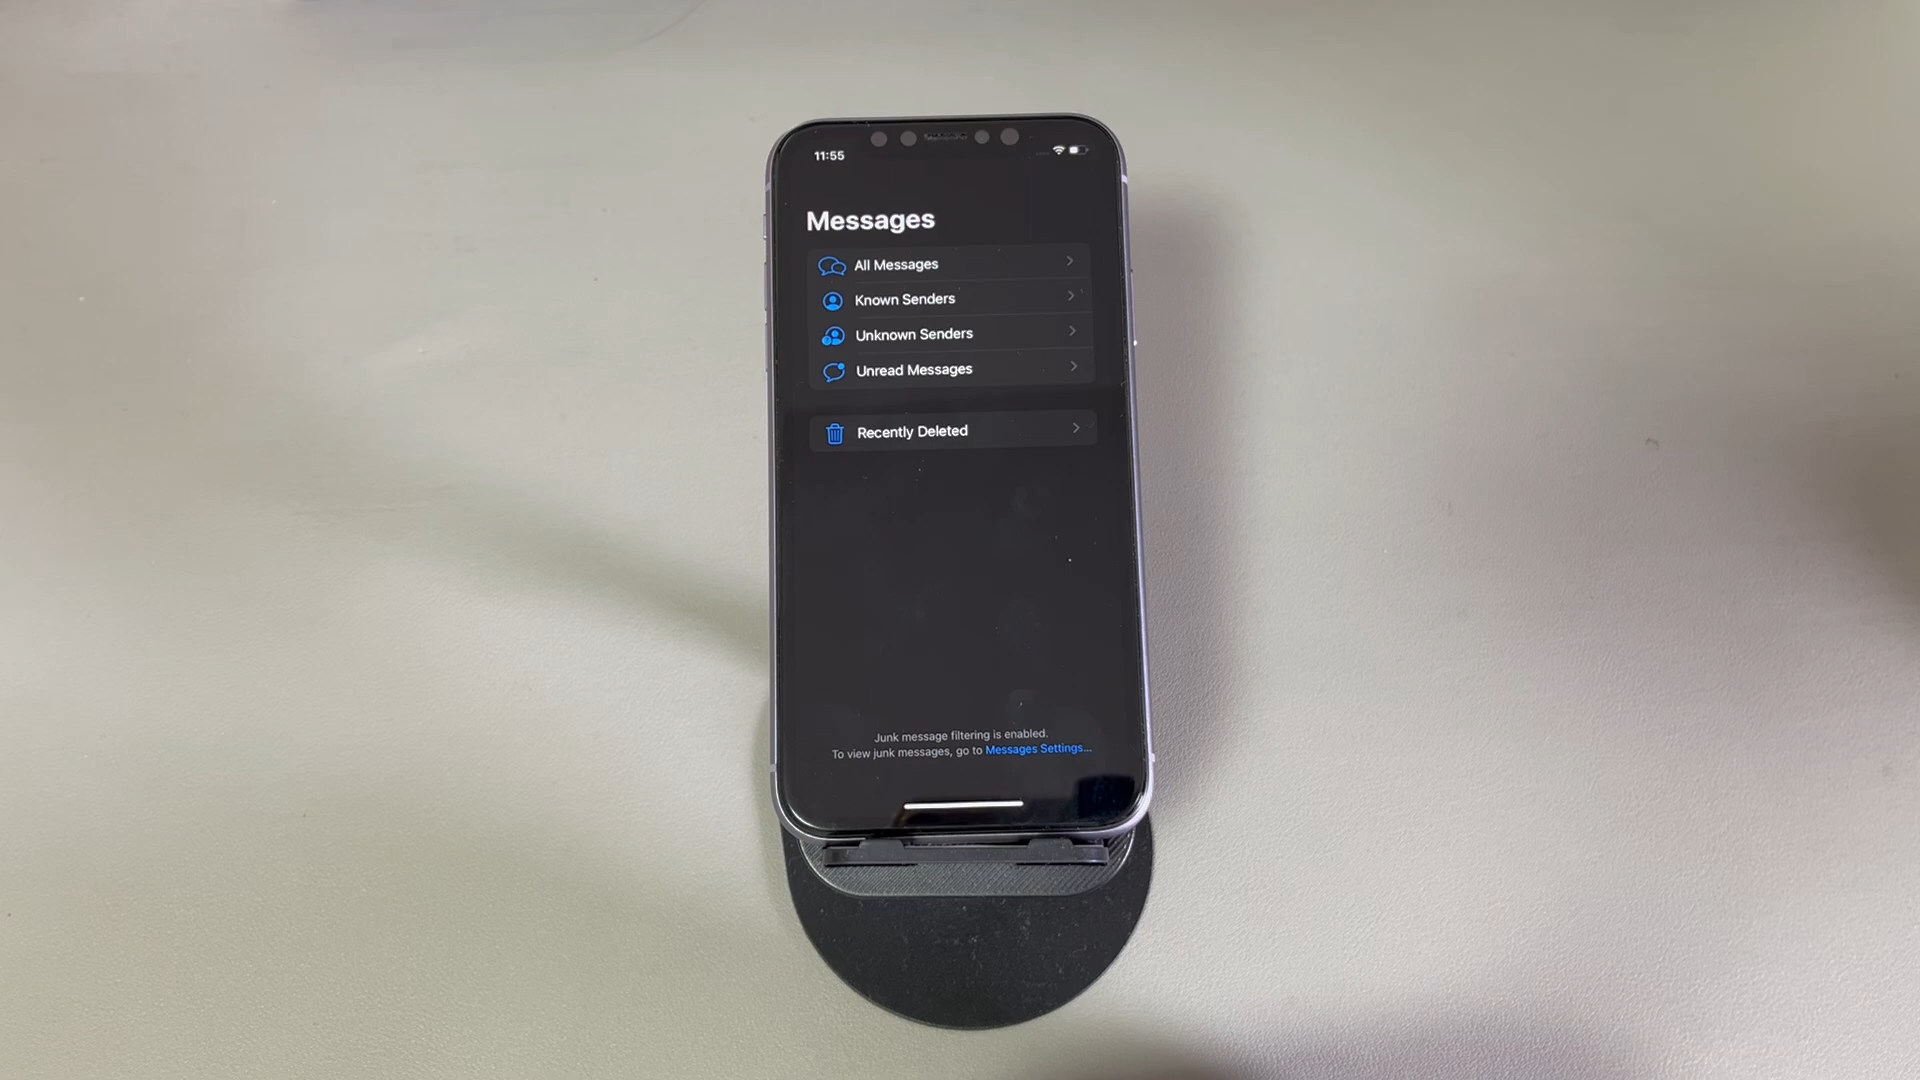 11:55
Messages
All Messages
Known Senders
Unknown Senders
Unread Messages
Recently Deleted
Junk message filtering is enabled.
To view junk messages, go to Messages Settings...